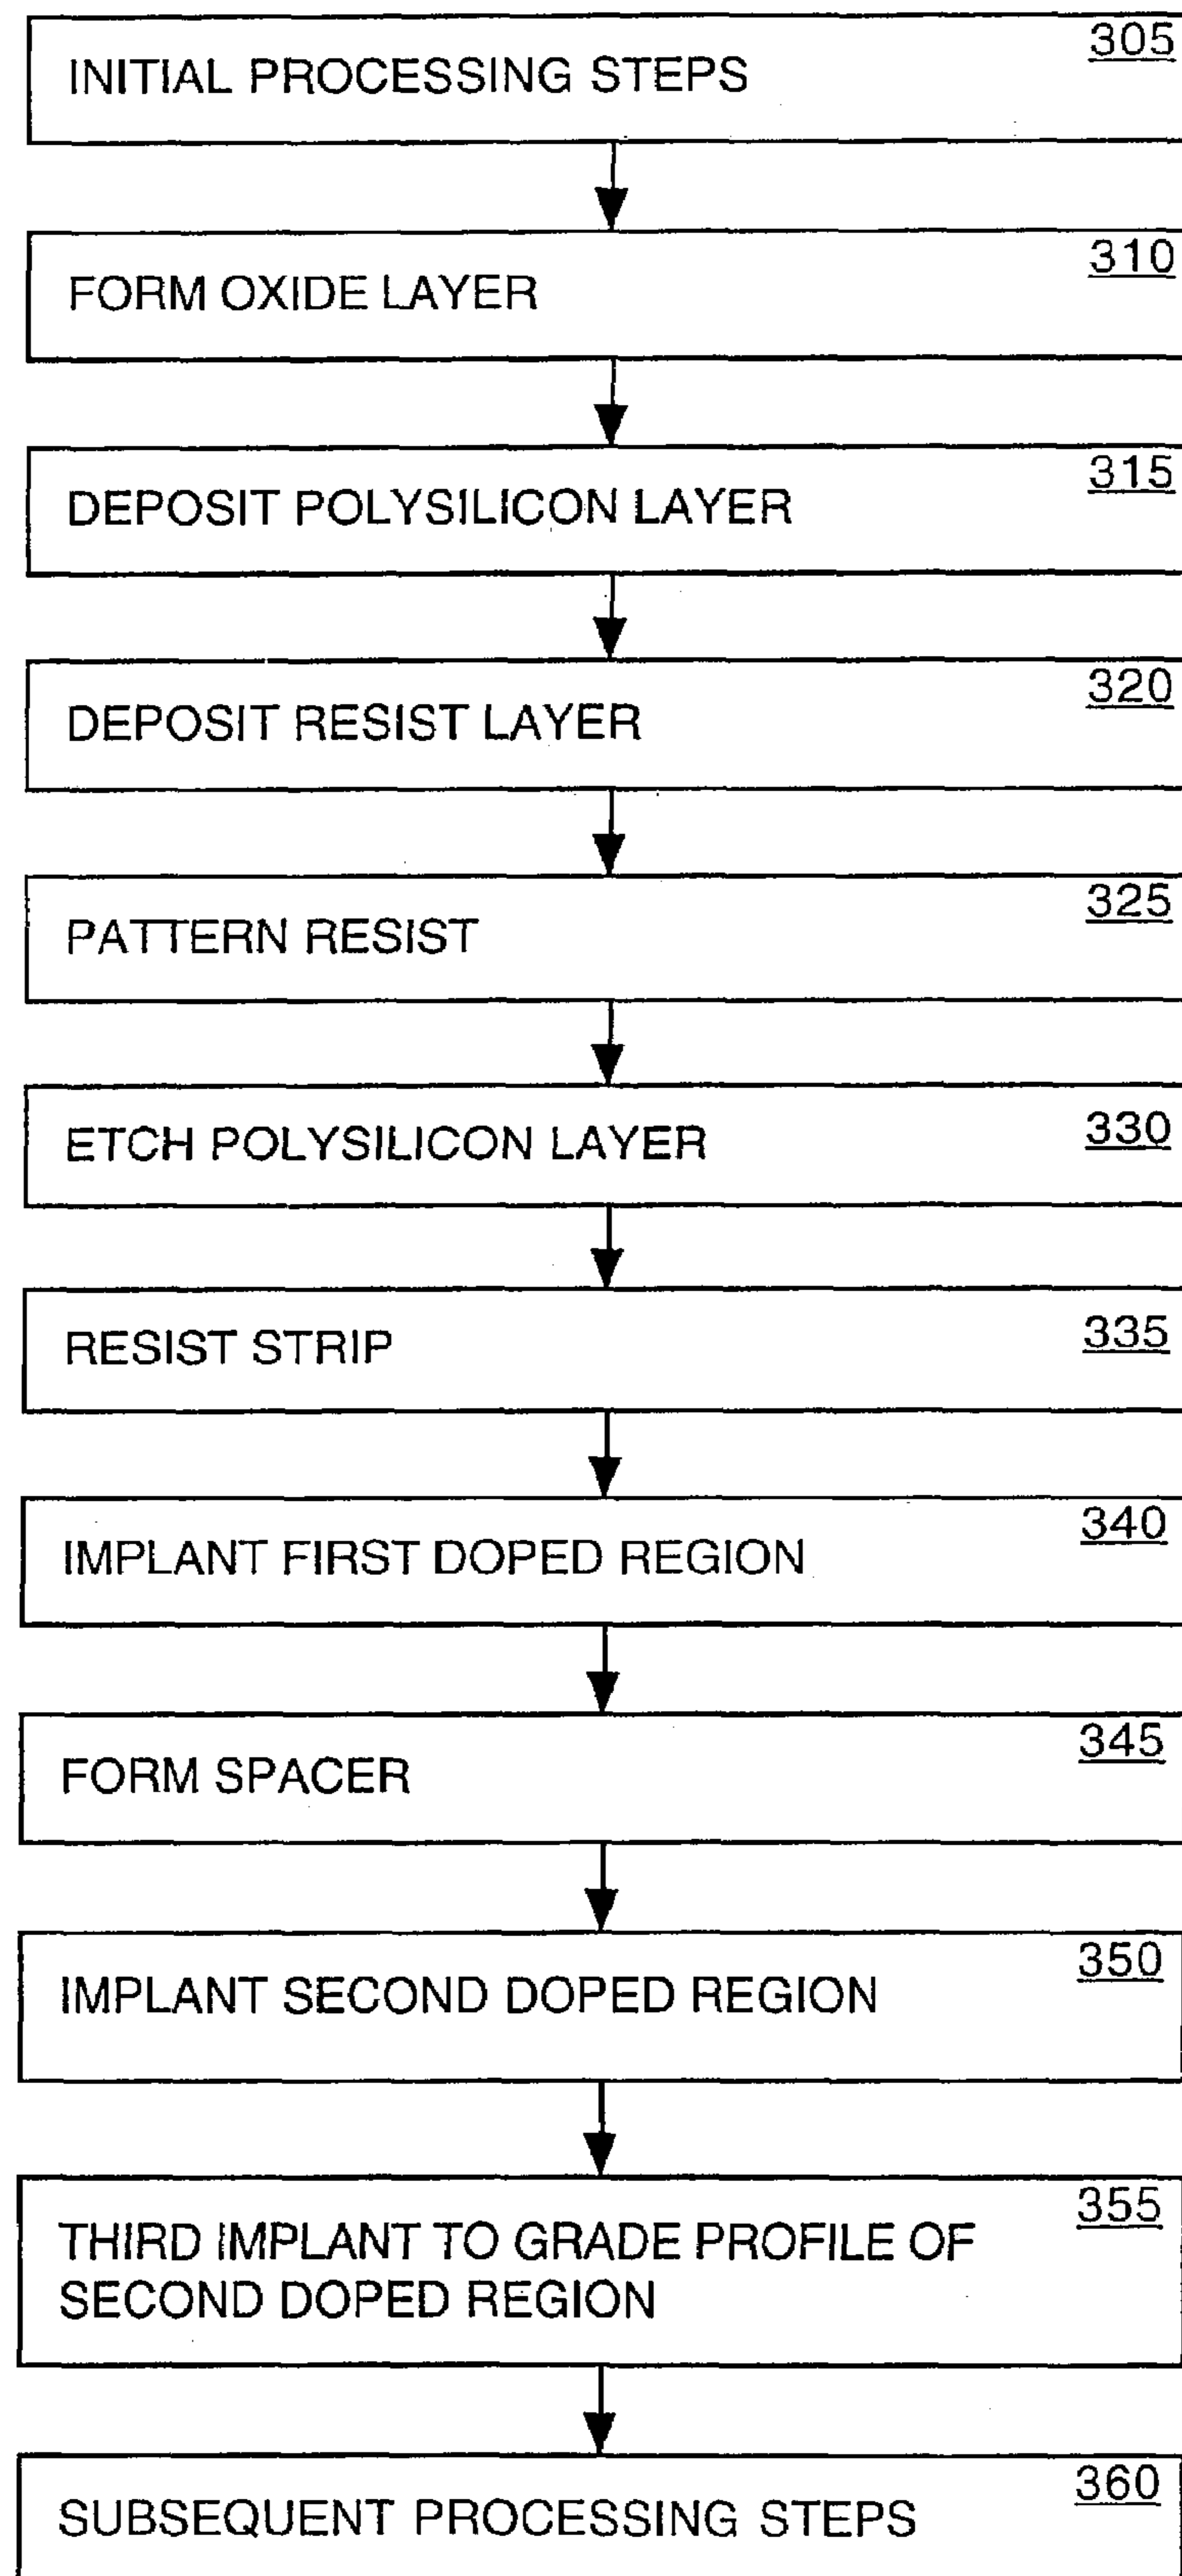 305
INITIAL PROCESSING STEPS
310
FORM OXIDE LAYER
315
DEPOSIT POLYSILICON LAYER
320
DEPOSIT RESIST LAYER
325
PATTERN RESIST
330
ETCH POLYSILICON LAYER
335
RESIST STRIP
340
IMPLANT FIRST DOPED REGION
345
FORM SPACER
350
IMPLANT SECOND DOPED REGION
355
THIRD IMPLANT TO GRADE PROFILE OF
SECOND DOPED REGION
360
SUBSEQUENT PROCESSING STEPS